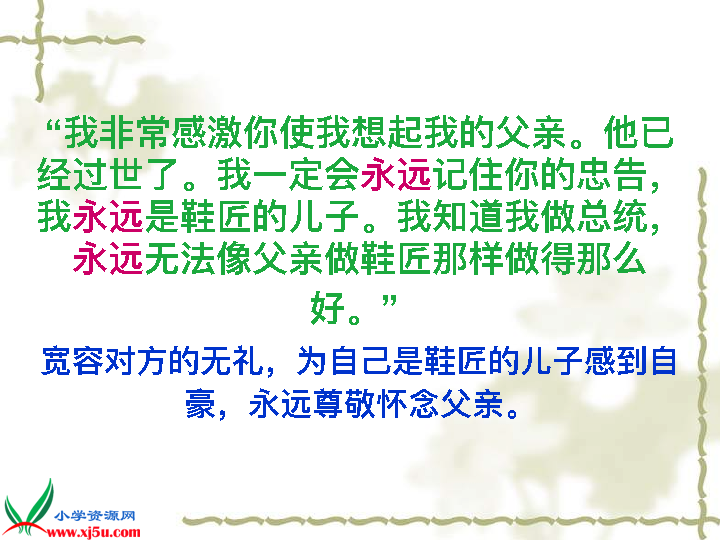 “我非常感激你使我想起我的父亲。他已
经过世了。我一定会永远记住你的忠告，
我永远是鞋匠的儿子。我知道我做总统，
永远无法像父亲做鞋匠那样做得那么
好。”
宽容对方的无礼，为自己是鞋匠的儿子感到自
豪，永远尊敬怀念父亲。
小学资源网
www.xj5u.com